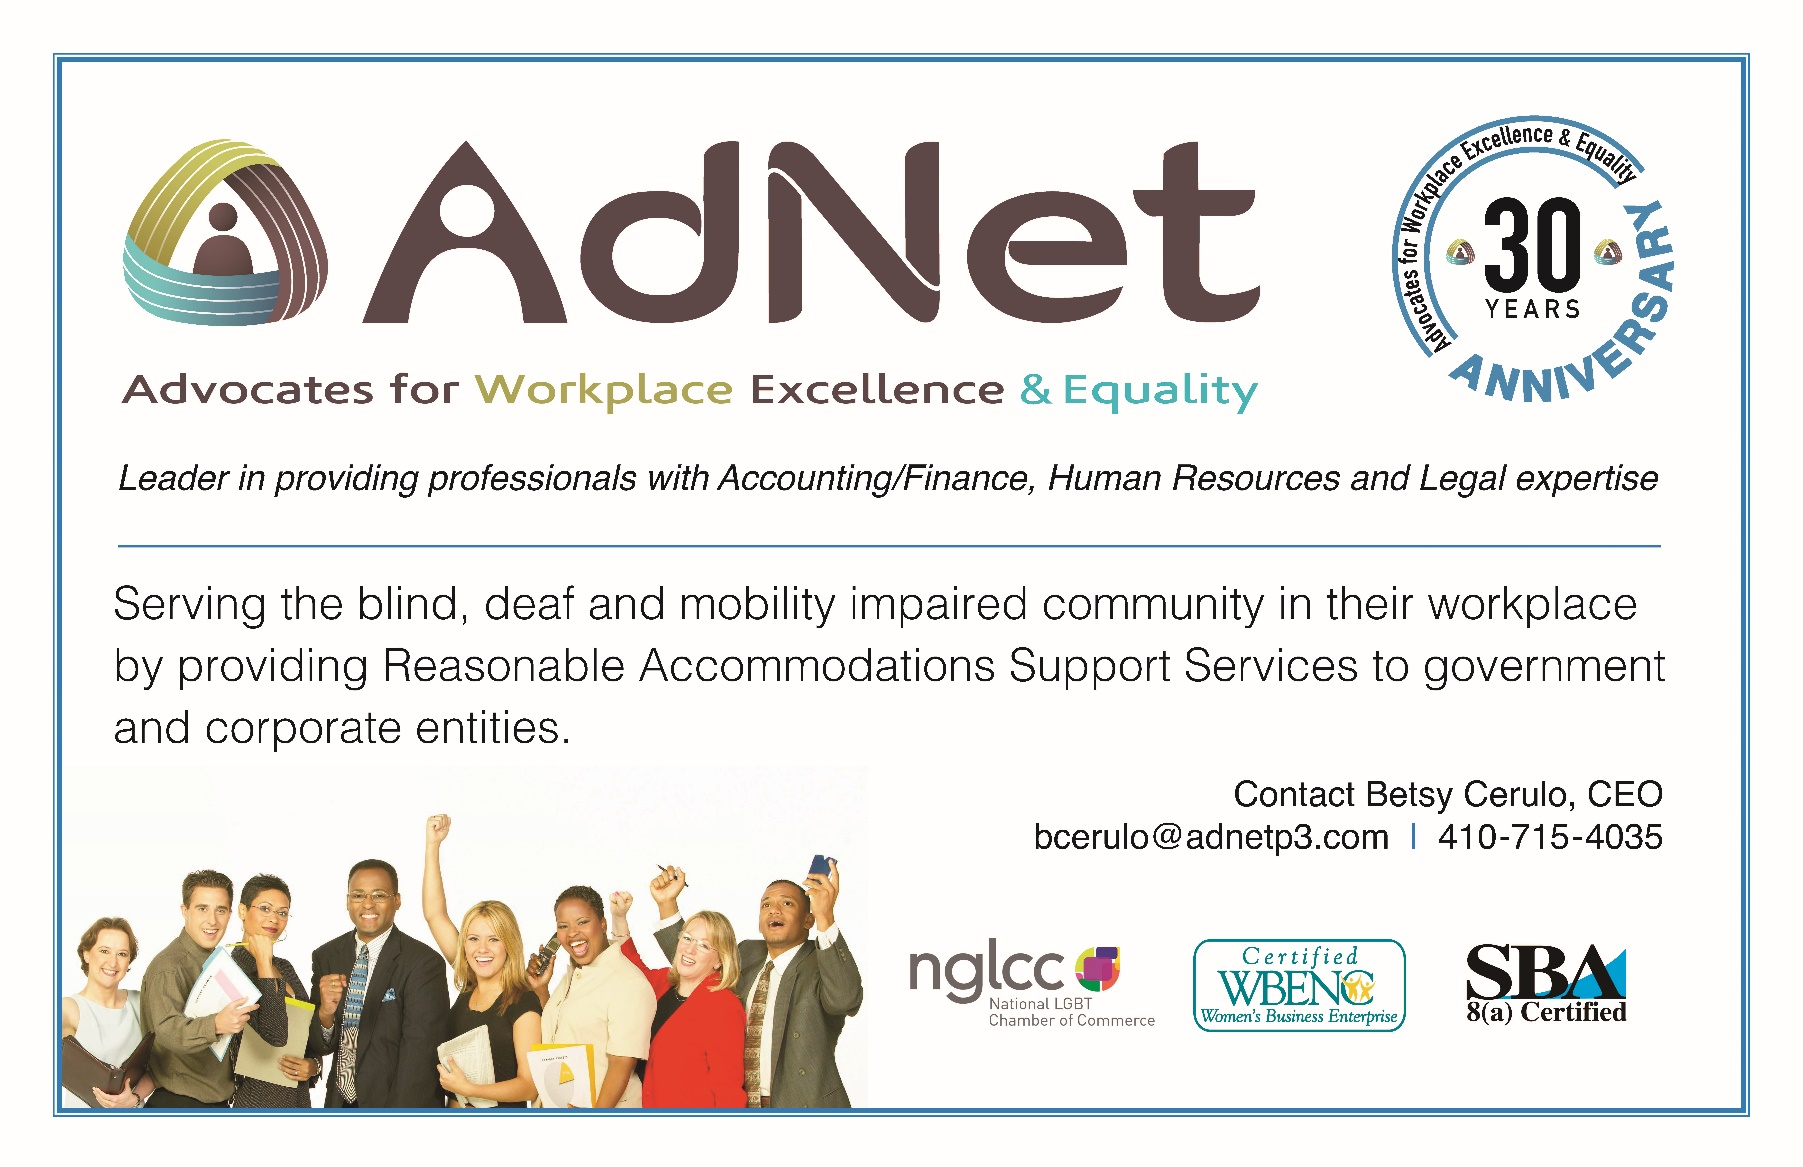 AdNet
Advocates for Workplace Excellence & Equality
Advocates for Workplace Excellence & Equality
30
YEARS
ANNIVERSARY
Leader in providing professionals with Accounting/Finance, Human Resources and Legal expertise
Serving the blind, deaf and mobility impaired community in their workplace
by providing Reasonable Accommodations Support Services to government
and corporate entities.
Contact Betsy Cerulo, CEO
bcerulo@adnetp3.com | 410-715-4035
nglcc
National LGBT
Chamber of Commerce
Certified
WBENC
Women's Business Enterprise
SBA
8(a) Certified